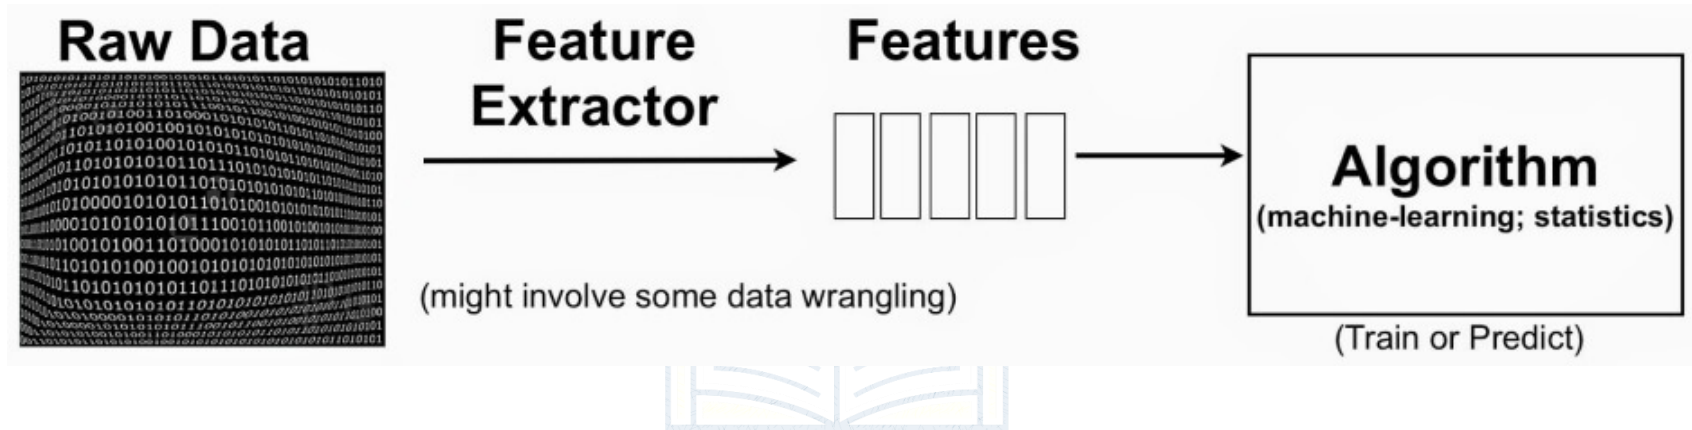 Raw Data
Feature
Extractor
Features
Algorithm
(machine-learning; statistics)
(might involve some data wrangling)
(Train or Predict)